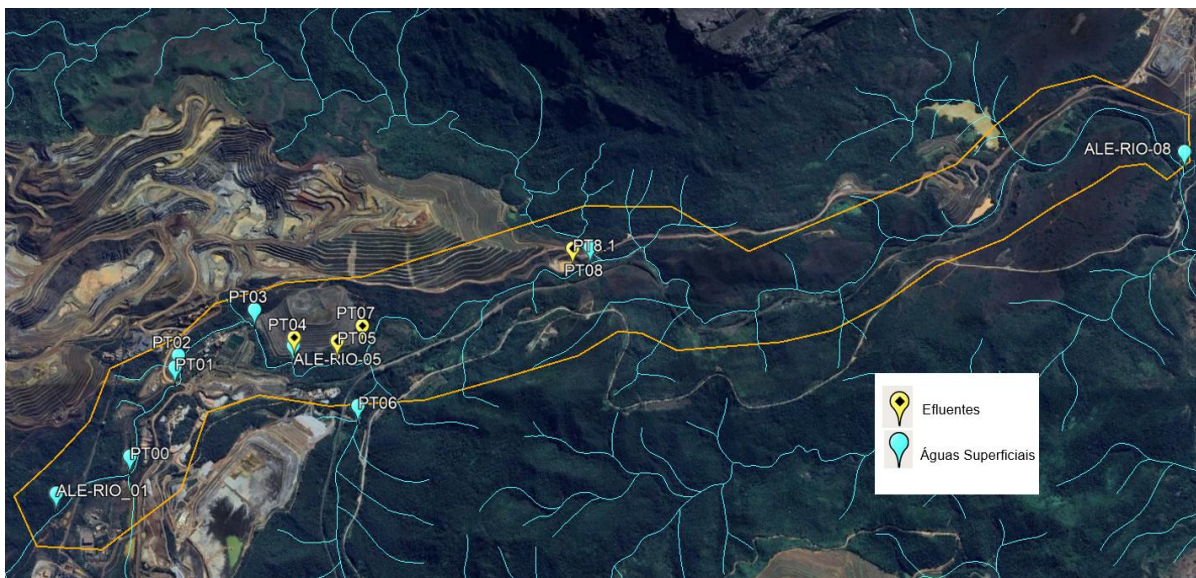 ALE-RIO-08
PT8.1
PT08
PT03
PT07
PT04
PT05
ALE-RIO-05
PT02
PT01
PT06
PT00
ALE-RIO_01
Efluentes
Águas Superficiais